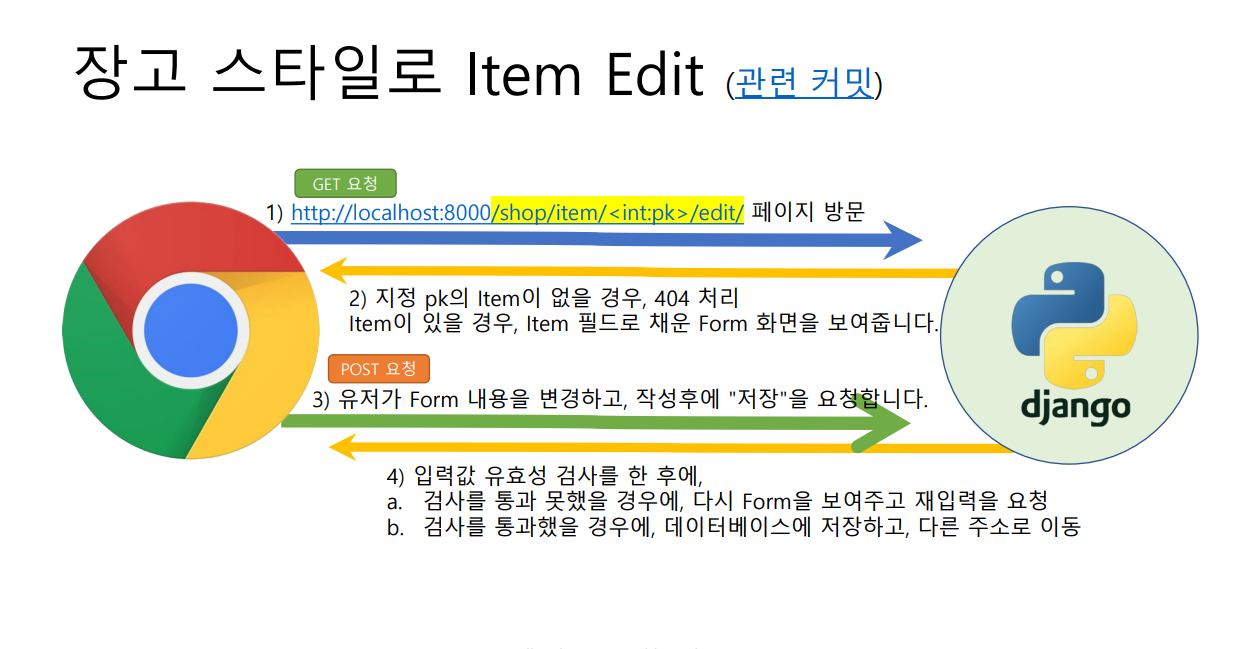 장고 스타일로 Item Edit (관련 커밋)
GET 요청
1) http://localhost:8000/shop/item/<int:pk>/edit/ 페이지 방문
2) 지정 pk의 Item이 없을 경우, 404 처리
Item이 있을 경우, Item 필드로 채운 Form 화면을 보여줍니다.
POST 요청
3) 유저가 Form 내용을 변경하고, 작성후에 "저장"을 요청합니다.
django
4) 입력값 유효성 검사를 한 후에,
a. 검사를 통과 못했을 경우에, 다시 Form을 보여주고 재입력을 요청
b. 검사를 통과했을 경우에, 데이터베이스에 저장하고, 다른 주소로 이동